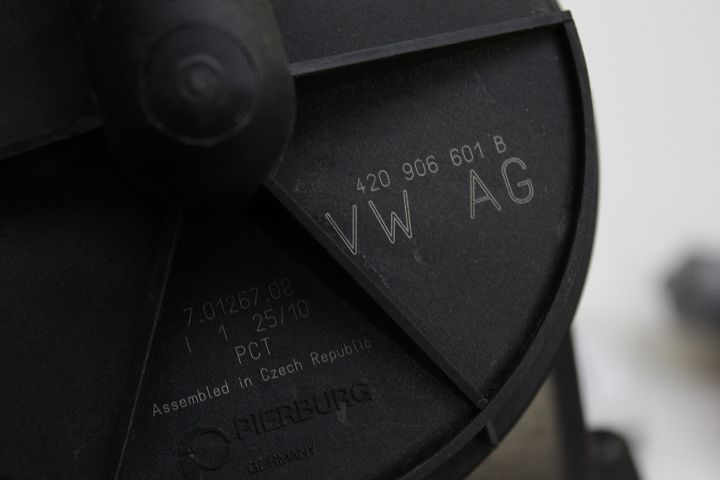 420 906 601 B
VW AG
7.01267.08
I 1 25/10
PCT
Assembled in Czech Republic
PIERBURG
GERMANY